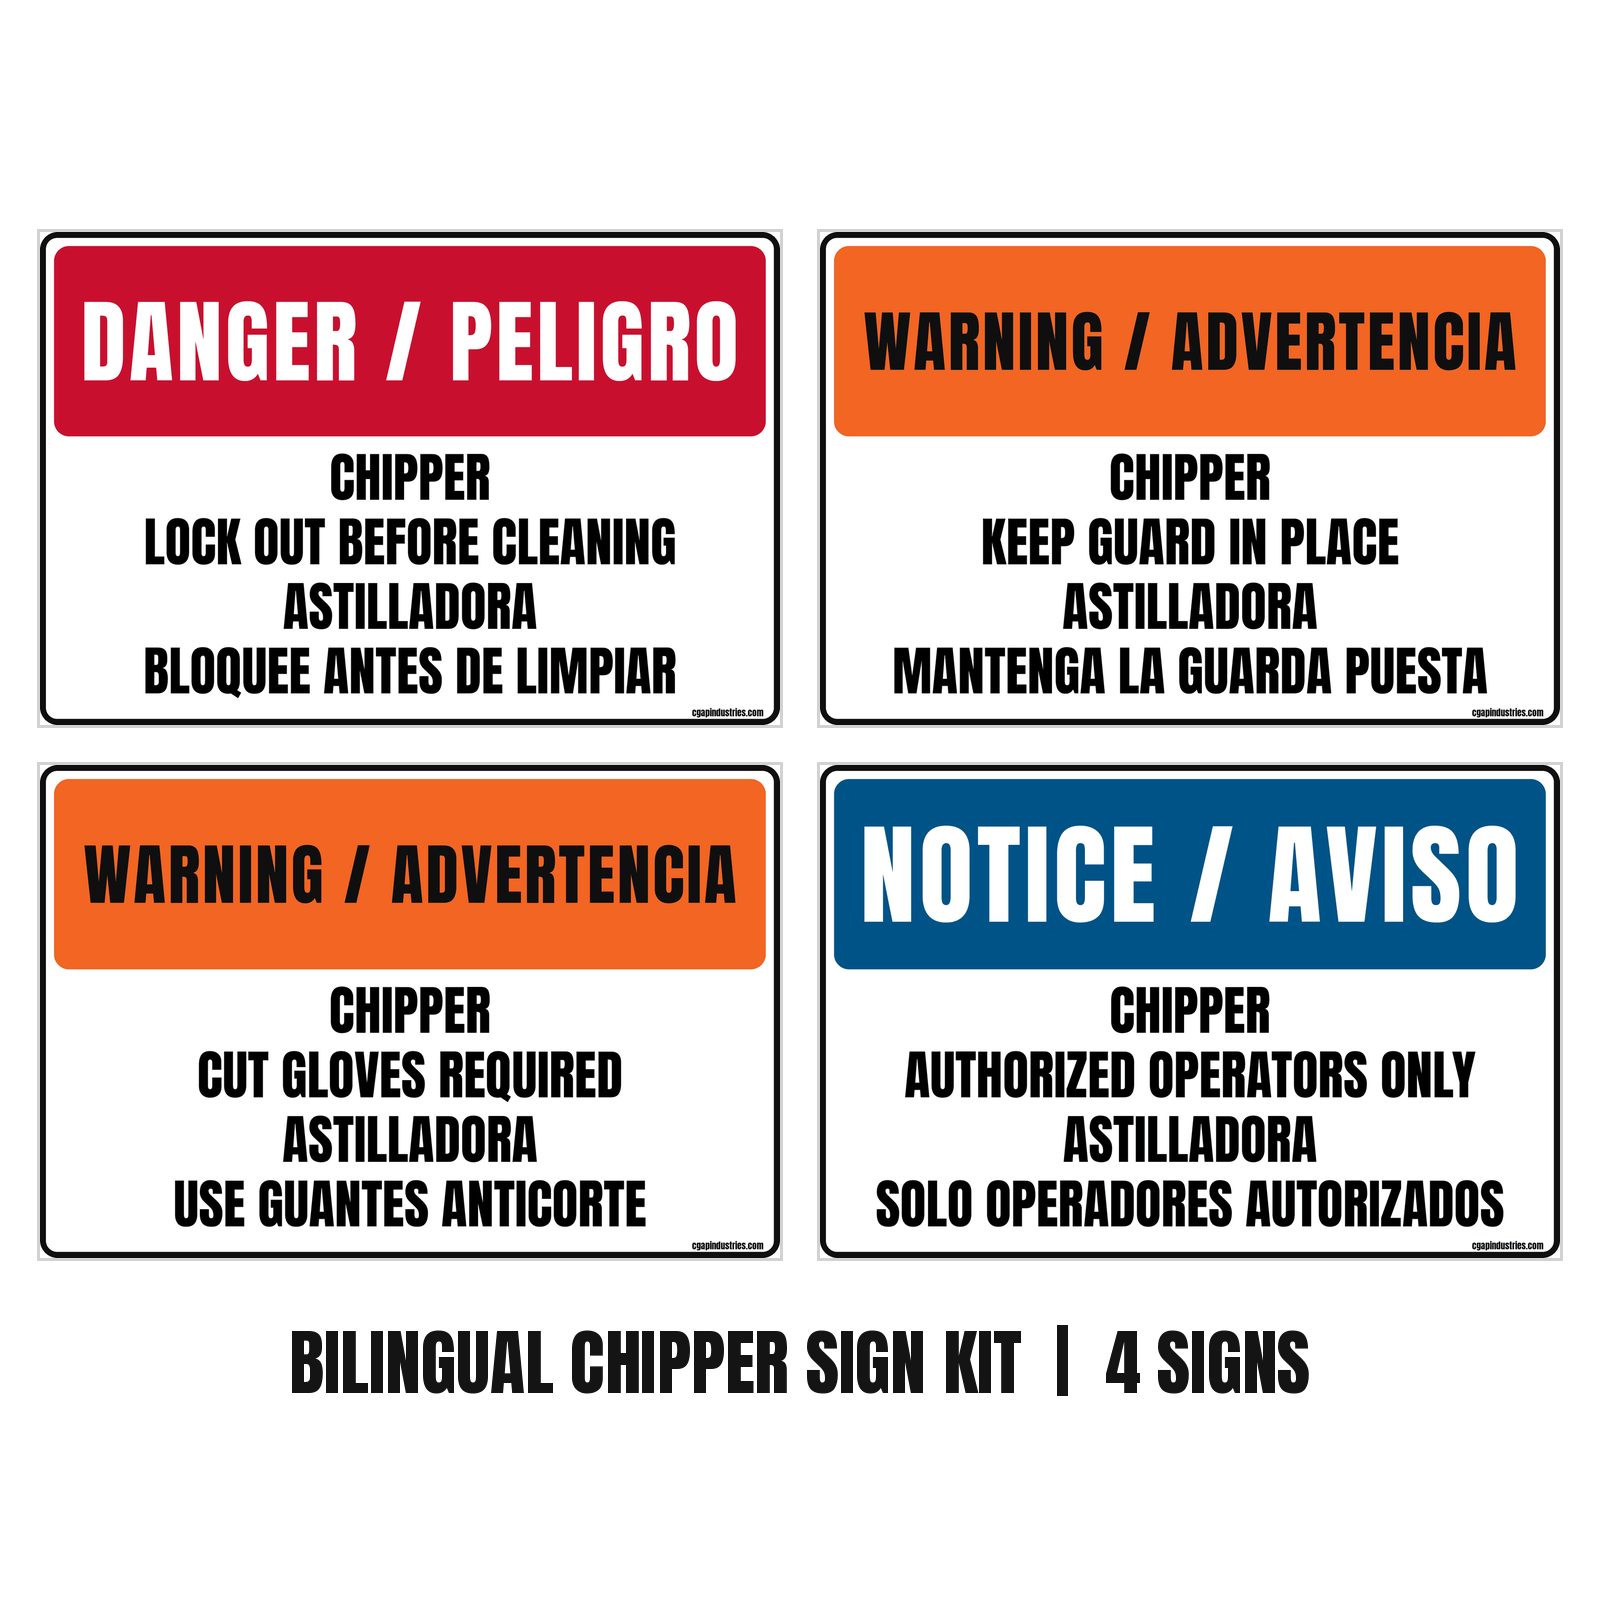 DANGER / PELIGRO
CHIPPER
LOCK OUT BEFORE CLEANING
ASTILLADORA
BLOQUEE ANTES DE LIMPIAR
cgapindustries.com
WARNING / ADVERTENCIA
CHIPPER
KEEP GUARD IN PLACE
ASTILLADORA
MANTENGA LA GUARDA PUESTA
cgapindustries.com
WARNING / ADVERTENCIA
CHIPPER
CUT GLOVES REQUIRED
ASTILLADORA
USE GUANTES ANTICORTE
cgapindustries.com
NOTICE / AVISO
CHIPPER
AUTHORIZED OPERATORS ONLY
ASTILLADORA
SOLO OPERADORES AUTORIZADOS
cgapindustries.com
BILINGUAL CHIPPER SIGN KIT | 4 SIGNS